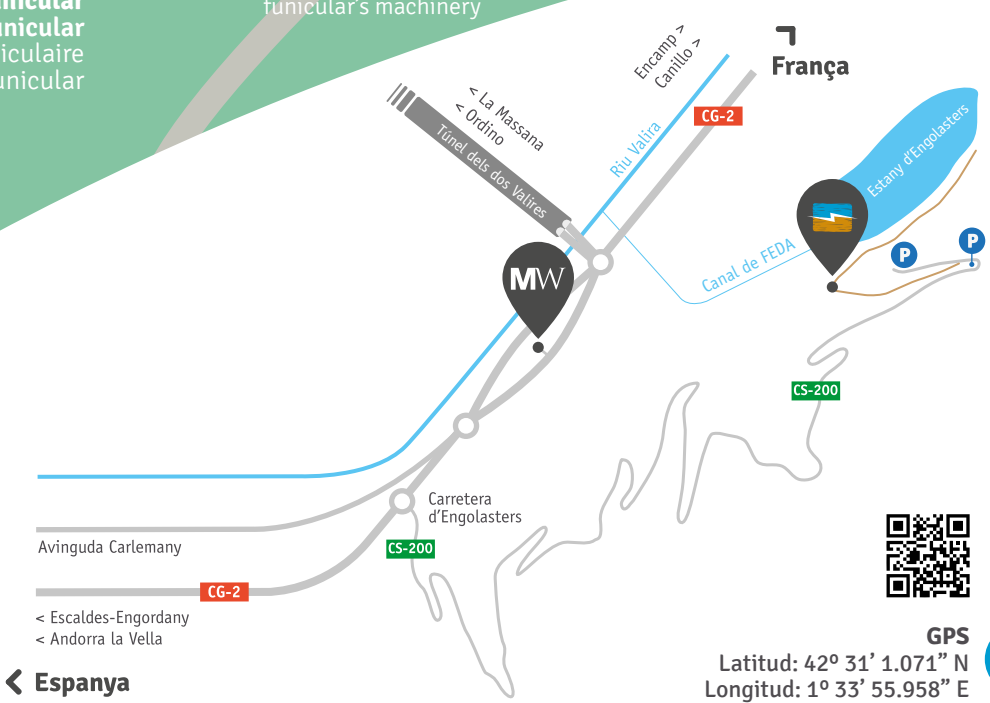 funicular
iculaire
unicular
funicular's machinery
Encamp >
Canillo >
França
CG-2
< La Massana
< Ordino
Túnel dels dos Valires
Riu Valira
Estany d'Engolasters
P
P
Canal de FEDA
MW
CS-200
Carretera
d'Engolasters
Avinguda Carlemany
CS-200
CG-2
< Escaldes-Engordany
< Andorra la Vella
< Espanya
GPS
Latitud: 42º 31’ 1.071” N
Longitud: 1º 33’ 55.958” E